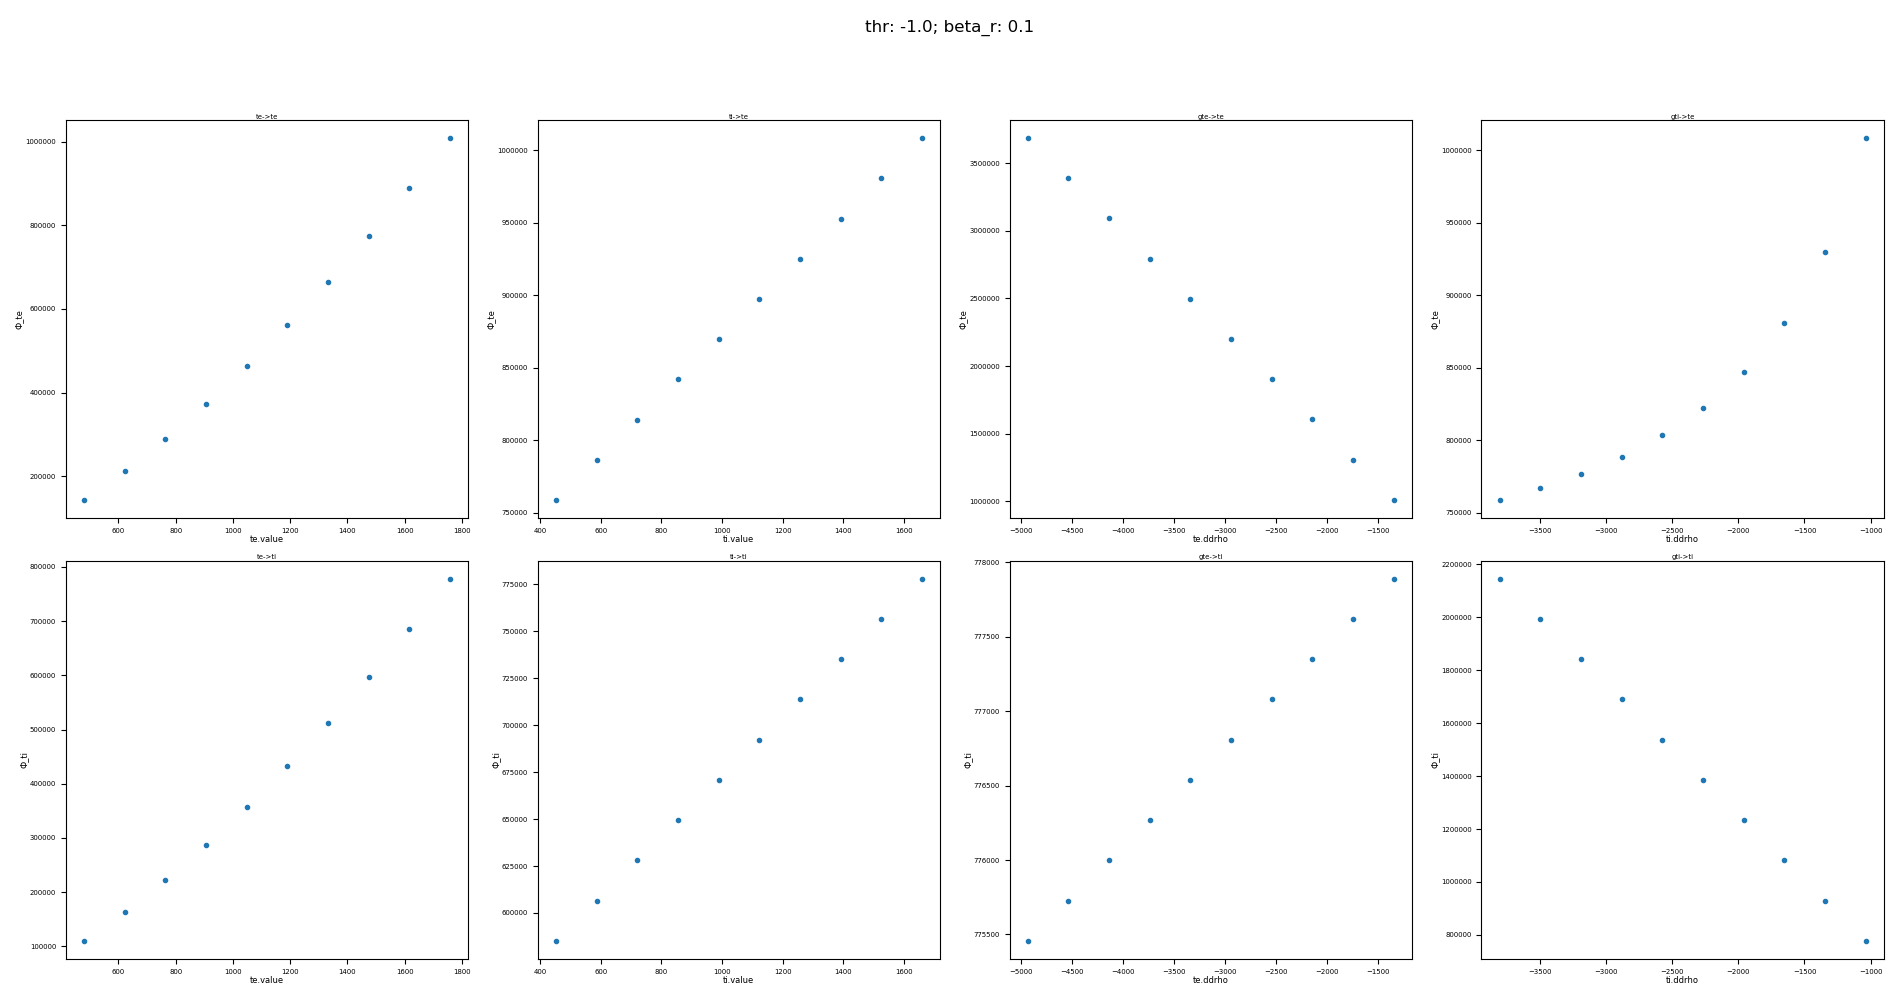 thr: -1.0; beta_r: 0.1
te->te
1000000
800000
600000
400000
200000
Φ_te
600 800 1000 1200 1400 1600 1800
te.value
ti->te
1000000
950000
900000
850000
800000
750000
Φ_te
400 600 800 1000 1200 1400 1600
ti.value
gte->te
3500000
3000000
2500000
2000000
1500000
1000000
Φ_te
−5000 −4500 −4000 −3500 −3000 −2500 −2000 −1500
te.ddrho
gti->te
1000000
950000
900000
850000
800000
750000
Φ_te
−3500 −3000 −2500 −2000 −1500 −1000
ti.ddrho
te->ti
800000
700000
600000
500000
400000
300000
200000
100000
Φ_ti
600 800 1000 1200 1400 1600 1800
te.value
ti->ti
775000
750000
725000
700000
675000
650000
625000
600000
Φ_ti
400 600 800 1000 1200 1400 1600
ti.value
gte->ti
778000
777500
777000
776500
776000
775500
Φ_ti
−5000 −4500 −4000 −3500 −3000 −2500 −2000 −1500
te.ddrho
gti->ti
2200000
2000000
1800000
1600000
1400000
1200000
1000000
800000
Φ_ti
−3500 −3000 −2500 −2000 −1500 −1000
ti.ddrho